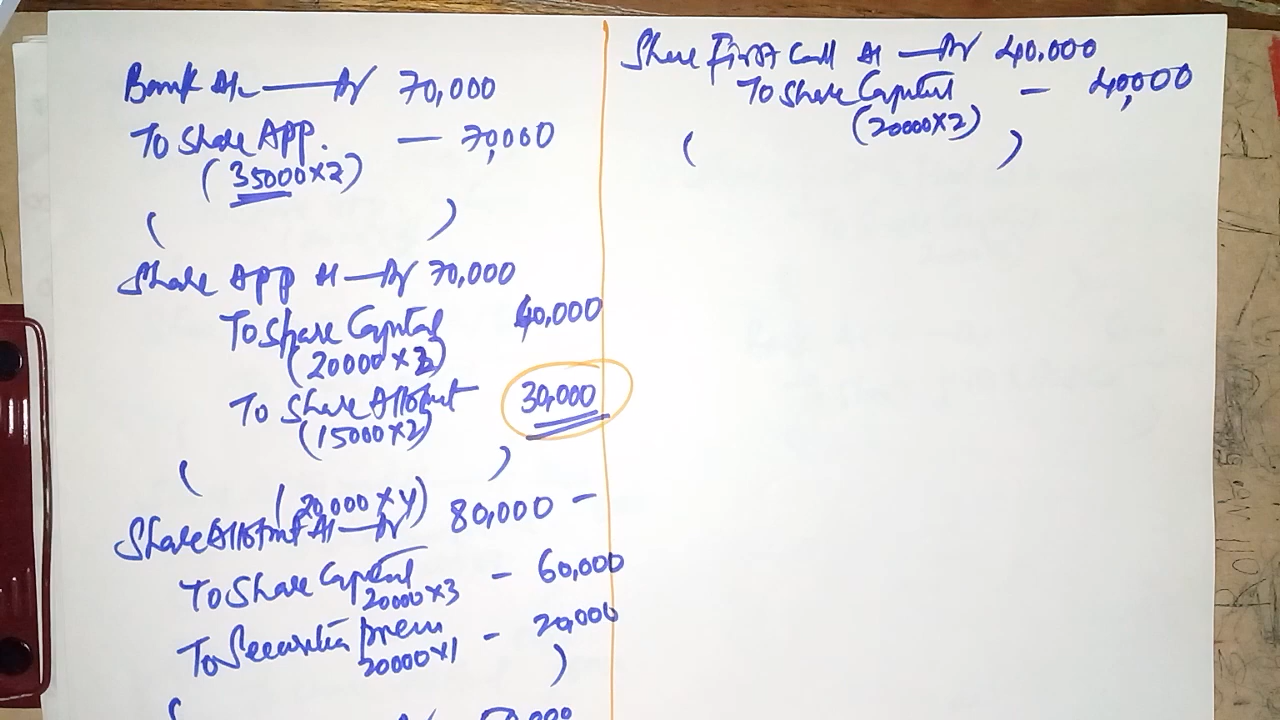 Bank A/c — Dr 70,000
To Share App. — 70,000
(35000×2)
( )
Share App A/c — Dr 70,000
To Share Capital 40,000
(20000×2)
To Share Allotmt 30,000
(15000×2)
( )
(20,000×4)
Share Allotmt A/c — Dr 80,000 –
To Share Capital – 60,000
20000×3
To Securities prem – 20,000
20000×1
)
Share First Call A/c — Dr 40,000
To Share Capital – 40,000
(20000×2)
( )